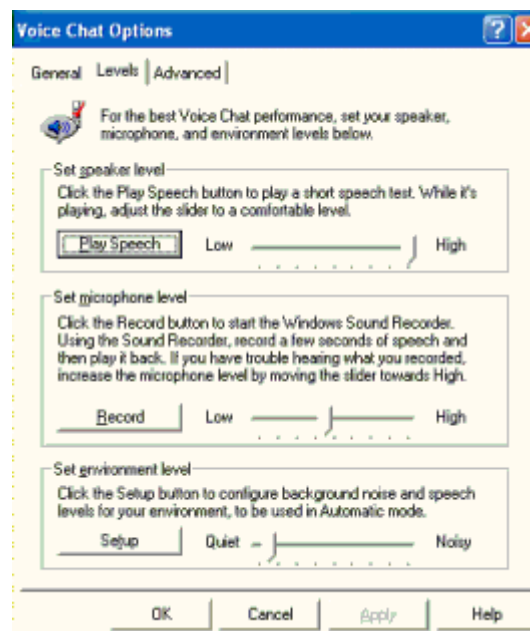 Voice Chat Options
General Levels Advanced
For the best Voice Chat performance, set your speaker,
microphone, and environment levels below.
Set speaker level
Click the Play Speech button to play a short speech test. While it's
playing, adjust the slider to a comfortable level.
Play Speech Low High
Set microphone level
Click the Record button to start the Windows Sound Recorder.
Using the Sound Recorder, record a few seconds of speech and
then play it back. If you have trouble hearing what you recorded,
increase the microphone level by moving the slider towards High.
Record Low High
Set environment level
Click the Setup button to configure background noise and speech
levels for your environment, to be used in Automatic mode.
Setup Quiet Noisy
OK Cancel Apply Help